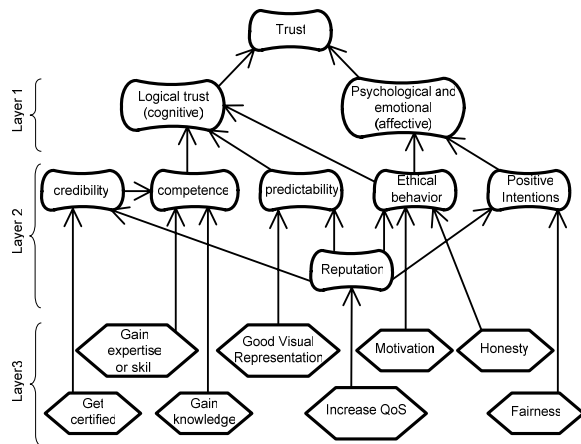 Trust
Layer 1
Logical trust
(cognitive)
Psychological and
emotional
(affective)
Layer 2
credibility
competence
predictability
Ethical
behavior
Positive
Intentions
Reputation
Layer3
Gain
expertise
or skil
Good Visual
Representation
Motivation
Honesty
Get
certified
Gain
knowledge
Increase QoS
Fairness